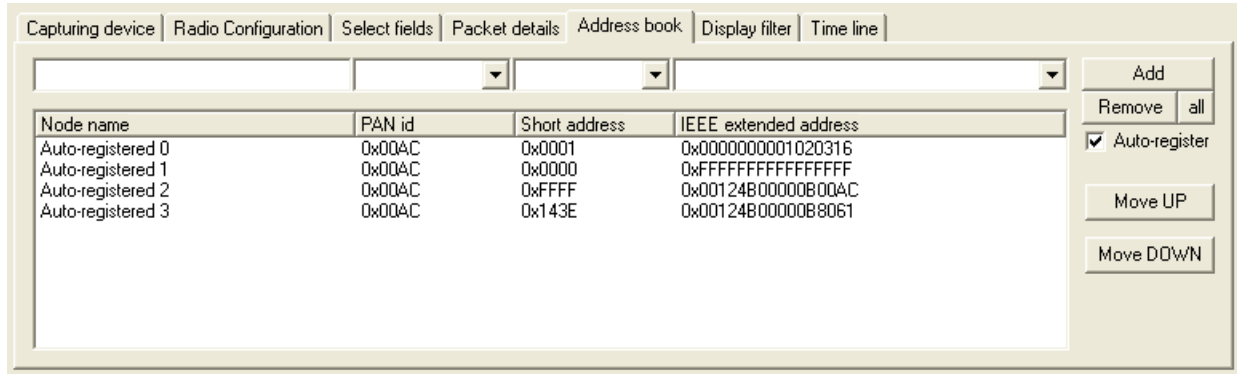 Capturing device Radio Configuration Select fields Packet details Address book Display filter Time line
Add
Remove all
Node name PAN id Short address IEEE extended address
Auto-register
Auto-registered 0 0x00AC 0x0001 0x0000000001020316
Auto-registered 1 0x00AC 0x0000 0xFFFFFFFFFFFFFFFF
Auto-registered 2 0x00AC 0xFFFF 0x00124B00000B00AC
Auto-registered 3 0x00AC 0x143E 0x00124B00000B8061
Move UP
Move DOWN